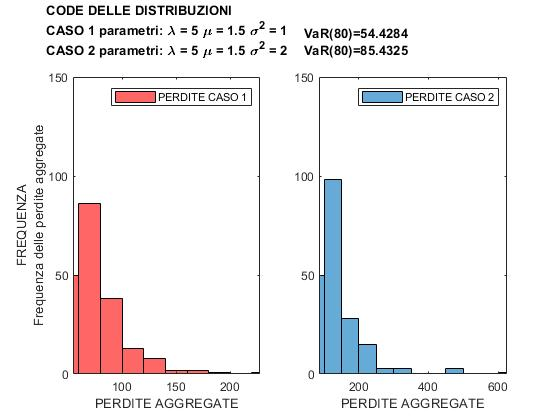 CODE DELLE DISTRIBUZIONI
CASO 1 parametri: λ = 5 μ = 1.5 σ² = 1 VaR(80)=54.4284
CASO 2 parametri: λ = 5 μ = 1.5 σ² = 2 VaR(80)=85.4325
FREQUENZA
Frequenza delle perdite aggregate
150
100
50
0
PERDITE CASO 1
100 150 200
PERDITE AGGREGATE
150
100
50
0
PERDITE CASO 2
200 400 600
PERDITE AGGREGATE